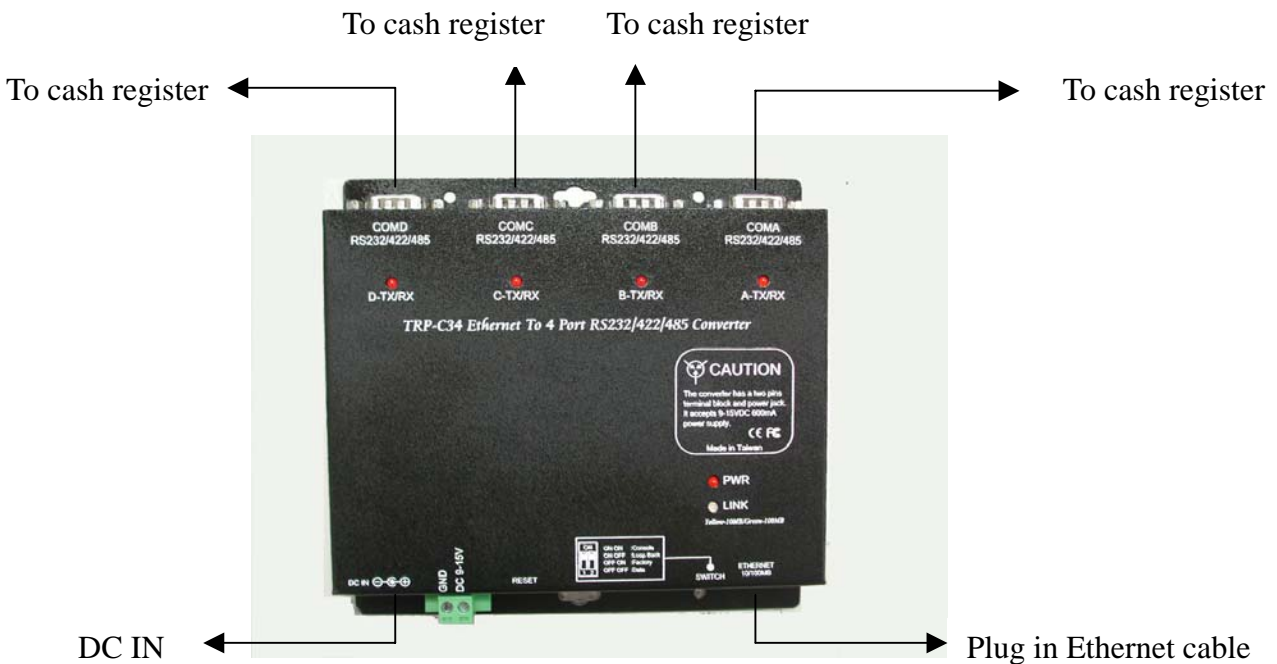 To cash register To cash register
To cash register To cash register
COMD COMC COMB COMA
RS232/422/485 RS232/422/485 RS232/422/485 RS232/422/485
D-TX/RX C-TX/RX B-TX/RX A-TX/RX
TRP-C34 Ethernet To 4 Port RS232/422/485 Converter
CAUTION
The converter has a two pins
terminal block and power jack.
It accepts 9-15VDC 600mA
power supply.
CE FC
Made in Taiwan
PWR
LINK
Yellow-10MB/Green-100MB
ON
ON ON :Console
ON OFF :Loop Back
OFF ON :Factory
OFF OFF :Data
1 2
DC IN
GND
DC 9-15V
RESET
SWITCH
ETHERNET
10/100MB
DC IN Plug in Ethernet cable